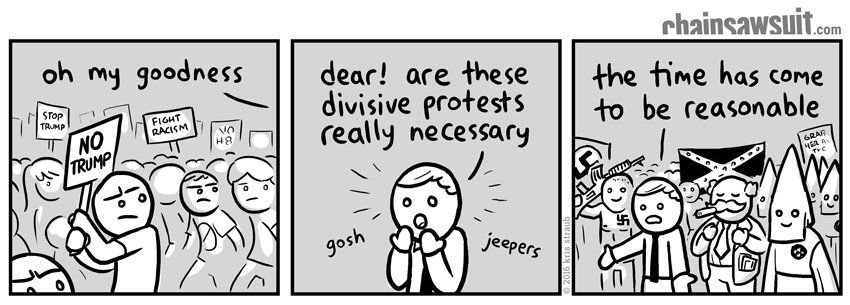 chainsawsuit.com
oh my goodness
STOP
TRUMP
FIGHT
RACISM
NO
TRUMP
NO
H8
dear! are these
divisive protests
really necessary
gosh
jeepers
© 2016 kris straub
the time has come
to be reasonable
GRAB
HER